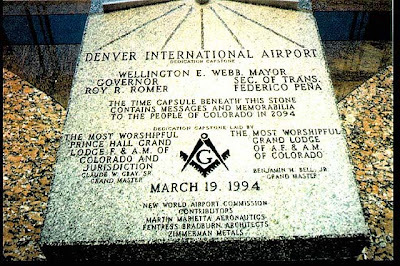 DENVER INTERNATIONAL AIRPORT
DEDICATION CAPSTONE
WELLINGTON E. WEBB, MAYOR
GOVERNOR
ROY R. ROMER
SEC. OF TRANS.
FEDERICO PEÑA
THE TIME CAPSULE BENEATH THIS STONE
CONTAINS MESSAGES AND MEMORABILIA
TO THE PEOPLE OF COLORADO IN 2094
DEDICATION CAPSTONE LAID BY
THE MOST WORSHIPFUL
PRINCE HALL GRAND
LODGE F. & A.M. OF
COLORADO AND
JURISDICTION
CLAUDE W. GRAY, SR.
GRAND MASTER
G
THE MOST WORSHIPFUL
GRAND LODGE
OF A.F. & A.M.
OF COLORADO
BENJAMIN H. BELL, JR
GRAND MASTER
MARCH 19, 1994
NEW WORLD AIRPORT COMMISSION
CONTRIBUTORS
MARTIN MARIETTA AERONAUTICS
FENTRESS BRADBURN ARCHITECTS
ZIMMERMAN METALS